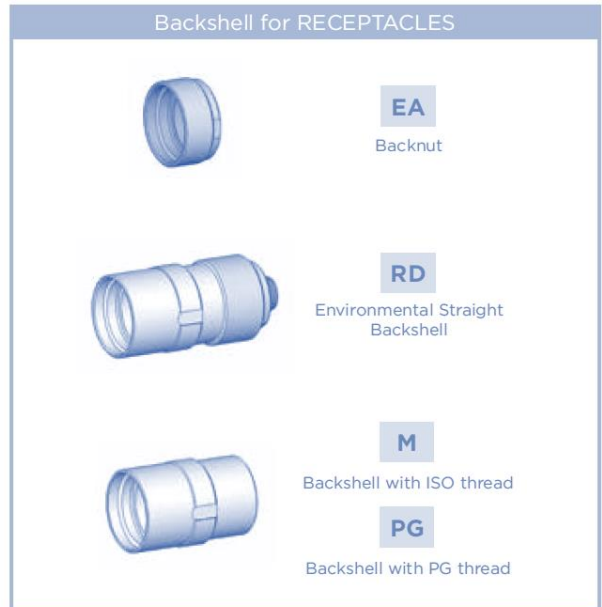 Backshell for RECEPTACLES
EA
Backnut
RD
Environmental Straight
Backshell
M
Backshell with ISO thread
PG
Backshell with PG thread